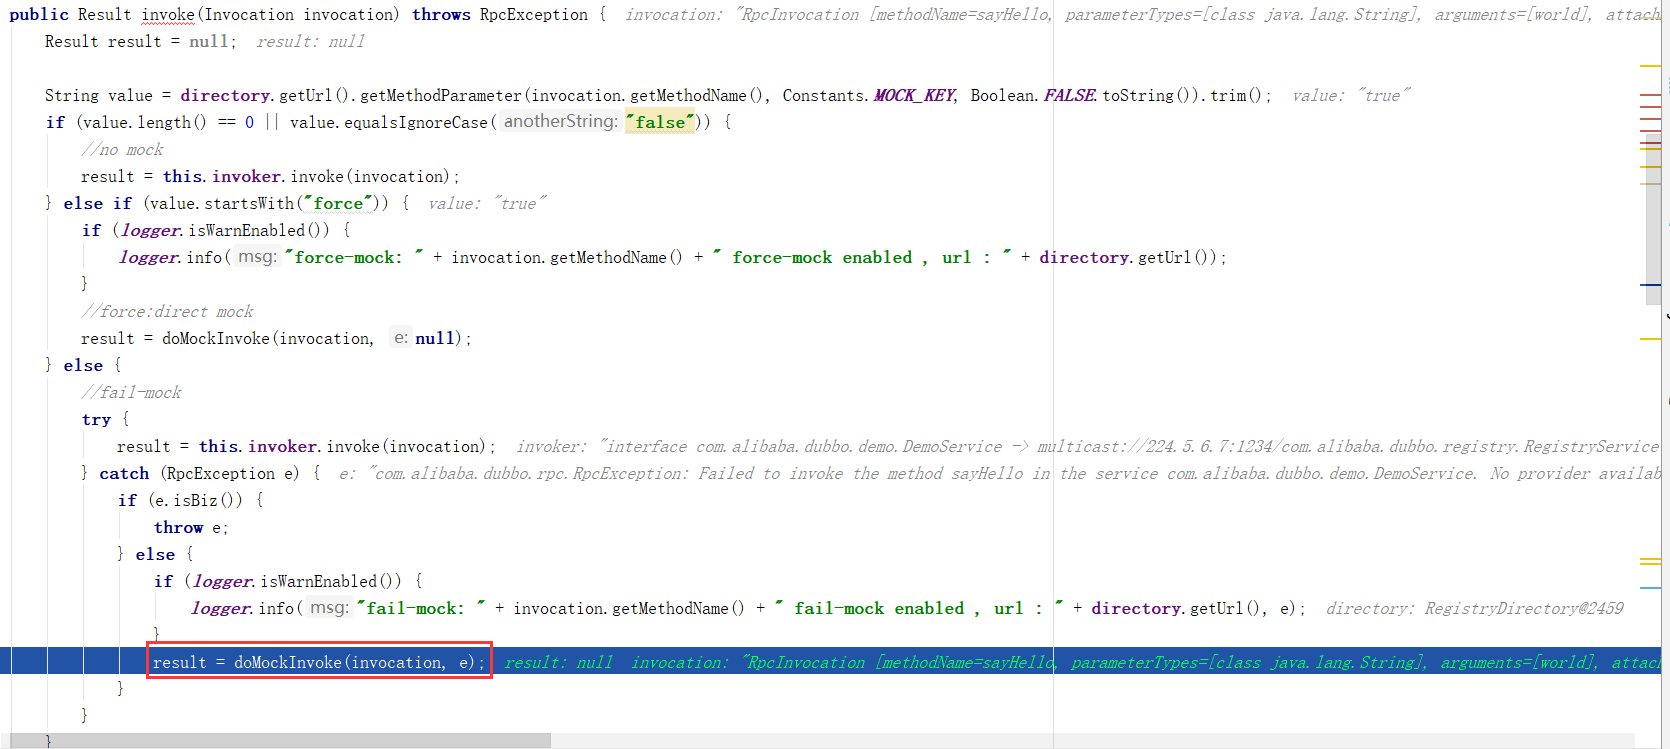 public Result invoke(Invocation invocation) throws RpcException {  invocation: "RpcInvocation [methodName=sayHello, parameterTypes=[class java.lang.String], arguments=[world], attach
Result result = null;  result: null
String value = directory.getUrl().getMethodParameter(invocation.getMethodName(), Constants.MOCK_KEY, Boolean.FALSE.toString()).trim();  value: "true"
if (value.length() == 0 || value.equalsIgnoreCase( anotherString: "false")) {
//no mock
result = this.invoker.invoke(invocation);
} else if (value.startsWith("force")) {  value: "true"
if (logger.isWarnEnabled()) {
logger.info( msg: "force-mock: " + invocation.getMethodName() + " force-mock enabled , url : " + directory.getUrl());
}
//force:direct mock
result = doMockInvoke(invocation,  e: null);
} else {
//fail-mock
try {
result = this.invoker.invoke(invocation);  invoker: "interface com.alibaba.dubbo.demo.DemoService -> multicast://224.5.6.7:1234/com.alibaba.dubbo.registry.RegistryService
} catch (RpcException e) {  e: "com.alibaba.dubbo.rpc.RpcException: Failed to invoke the method sayHello in the service com.alibaba.dubbo.demo.DemoService. No provider availab
if (e.isBiz()) {
throw e;
} else {
if (logger.isWarnEnabled()) {
logger.info( msg: "fail-mock: " + invocation.getMethodName() + " fail-mock enabled , url : " + directory.getUrl(), e);  directory: RegistryDirectory@2459
}
result = doMockInvoke(invocation, e);  result: null  invocation: "RpcInvocation [methodName=sayHello, parameterTypes=[class java.lang.String], arguments=[world], attach
}
}
}